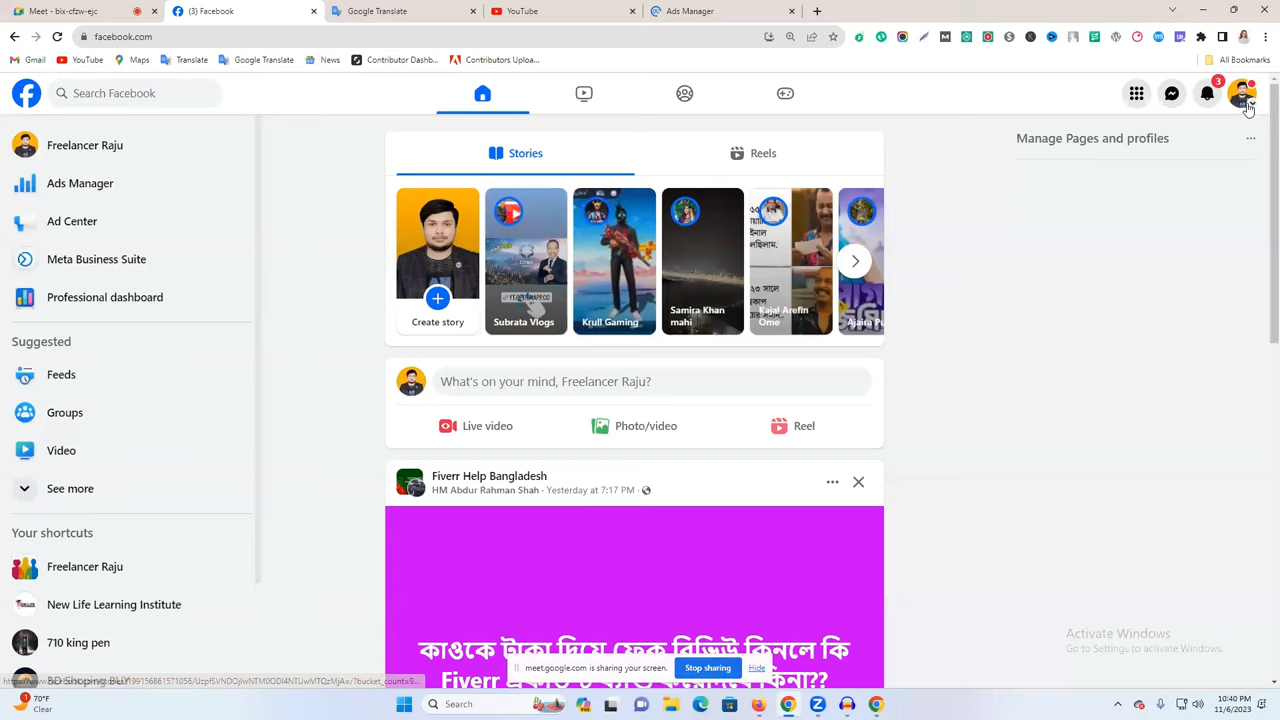 Meet - bix-cfzw-ejc
(3) Facebook
Google Translate
YouTube
Ads Manager
facebook.com
Gmail
YouTube
Maps
Translate
Google Translate
News
Contributor Dashb...
Contributors Uploa...
All Bookmarks
Search Facebook
3
Freelancer Raju
Ads Manager
Ad Center
Meta Business Suite
Professional dashboard
Suggested
Feeds
Groups
Video
See more
Your shortcuts
Freelancer Raju
New Life Learning Institute
710 king pen
Stories
Reels
Create story
Subrata Vlogs
Krull Gaming
Samira Khan
mahi
Kajal Arefin
Ome
What's on your mind, Freelancer Raju?
Live video
Photo/video
Reel
Fiverr Help Bangladesh
HM Abdur Rahman Shah · Yesterday at 7:17 PM ·
কাওকে টাকা দিয়ে ফেক রিভিউ কিনলে কি
Fiverr
Manage Pages and profiles
Activate Windows
Go to Settings to activate Windows.
meet.google.com is sharing your screen.
Stop sharing
Hide
70°F
Clear
Search
10:40 PM
11/6/2023